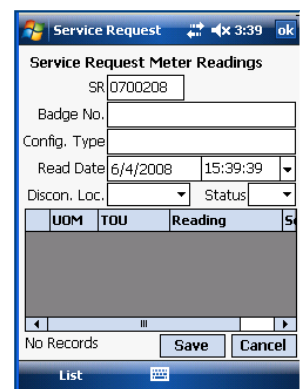 Service Request 3:39 ok
Service Request Meter Readings
SR 0700208
Badge No.
Config. Type
Read Date 6/4/2008 15:39:39
Discon. Loc. Status
UOM TOU Reading
No Records Save Cancel
List